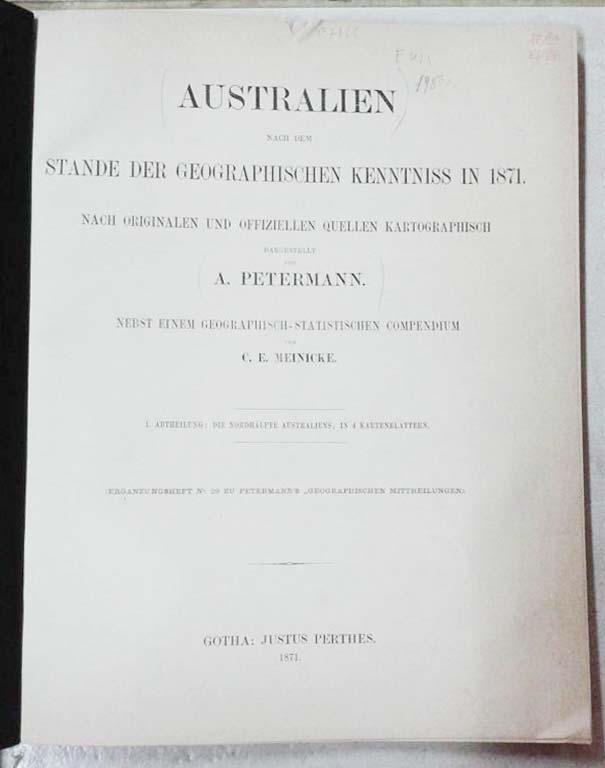 AUSTRALIEN
NACH DEM
STANDE DER GEOGRAPHISCHEN KENNTNISS IN 1871.
NACH ORIGINALEN UND OFFIZIELLEN QUELLEN KARTOGRAPHISCH
DARGESTELLT
VON
A. PETERMANN.
NEBST EINEM GEOGRAPHISCH-STATISTISCHEN COMPENDIUM
VON
C. E. MEINICKE.
I. ABTHEILUNG: DIE NORDHÄLFTE AUSTRALIENS, IN 4 KARTENBLÄTTERN.
(ERGÄNZUNGSHEFT No. 29 ZU PETERMANN'S „GEOGRAPHISCHEN MITTHEILUNGEN).
GOTHA: JUSTUS PERTHES.
1871.